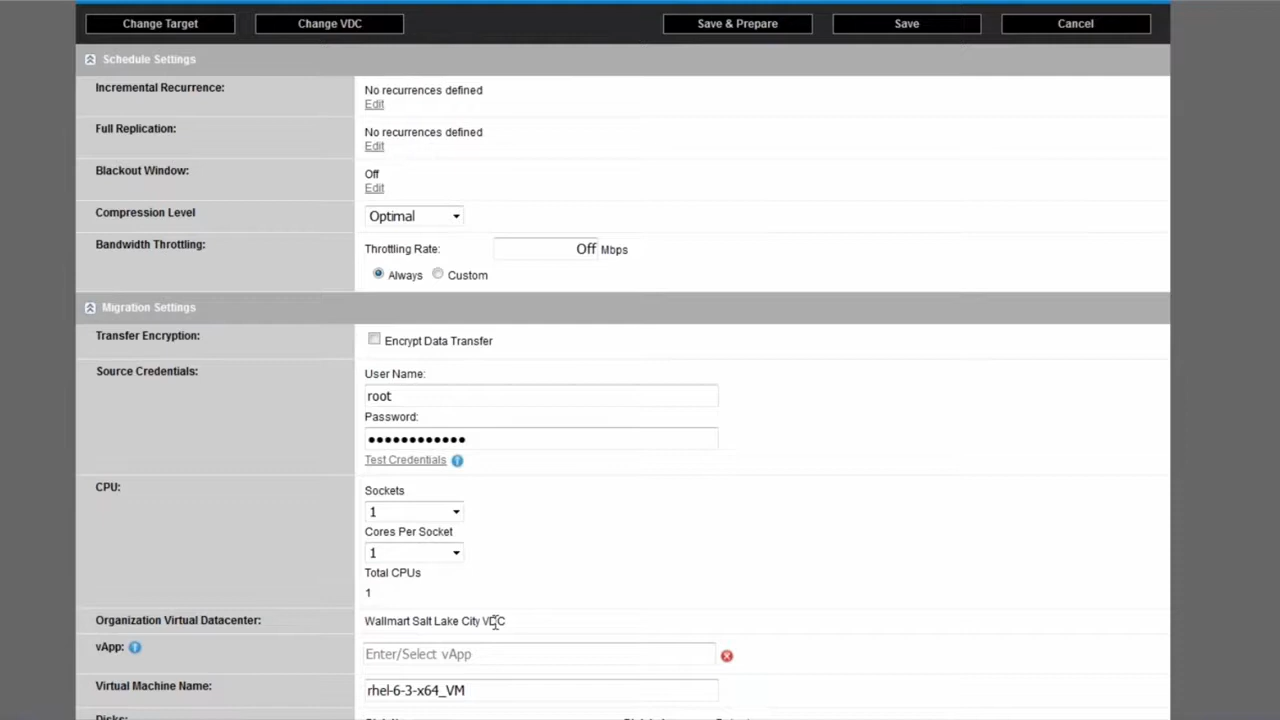 Change Target Change VDC Save & Prepare Save Cancel
Schedule Settings
Incremental Recurrence: No recurrences defined
Edit
Full Replication: No recurrences defined
Edit
Blackout Window: Off
Edit
Compression Level Optimal
Bandwidth Throttling: Throttling Rate: Off Mbps
Always Custom
Migration Settings
Transfer Encryption: Encrypt Data Transfer
Source Credentials: User Name:
root
Password:
Test Credentials
CPU: Sockets
1
Cores Per Socket
1
Total CPUs
1
Organization Virtual Datacenter: Wallmart Salt Lake City VDC
vApp: Enter/Select vApp
Virtual Machine Name: rhel-6-3-x64_VM
Disks: